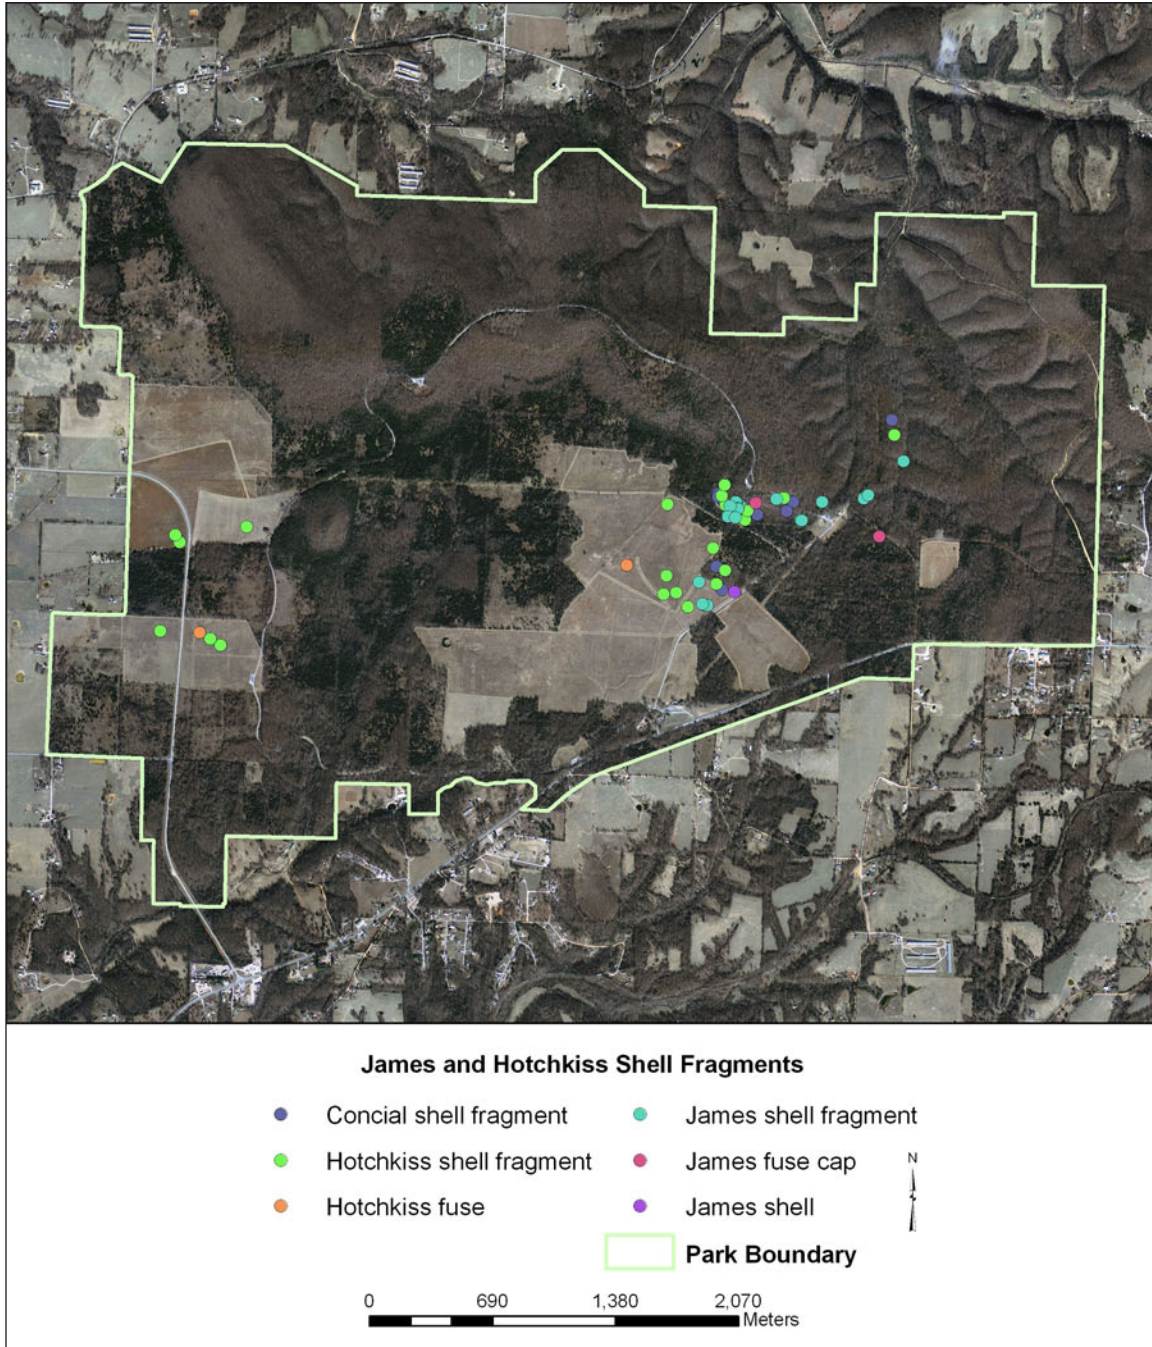 James and Hotchkiss Shell Fragments
Concial shell fragment
James shell fragment
Hotchkiss shell fragment
James fuse cap
N
Hotchkiss fuse
James shell
Park Boundary
0 690 1,380 2,070
Meters